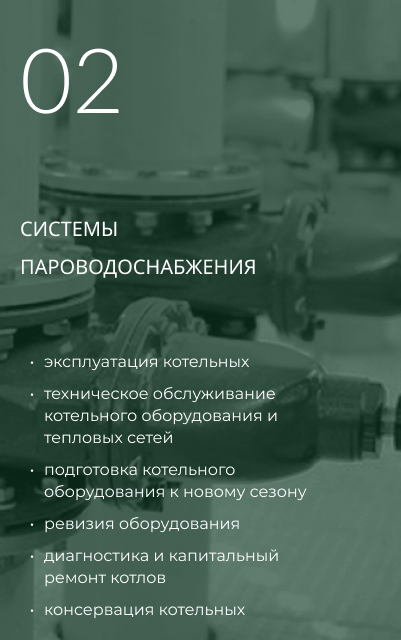 02
СИСТЕМЫ
ПАРОВОДОСНАБЖЕНИЯ
• эксплуатация котельных
• техническое обслуживание
котельного оборудования и
тепловых сетей
• подготовка котельного
оборудования к новому сезону
• ревизия оборудования
• диагностика и капитальный
ремонт котлов
• консервация котельных